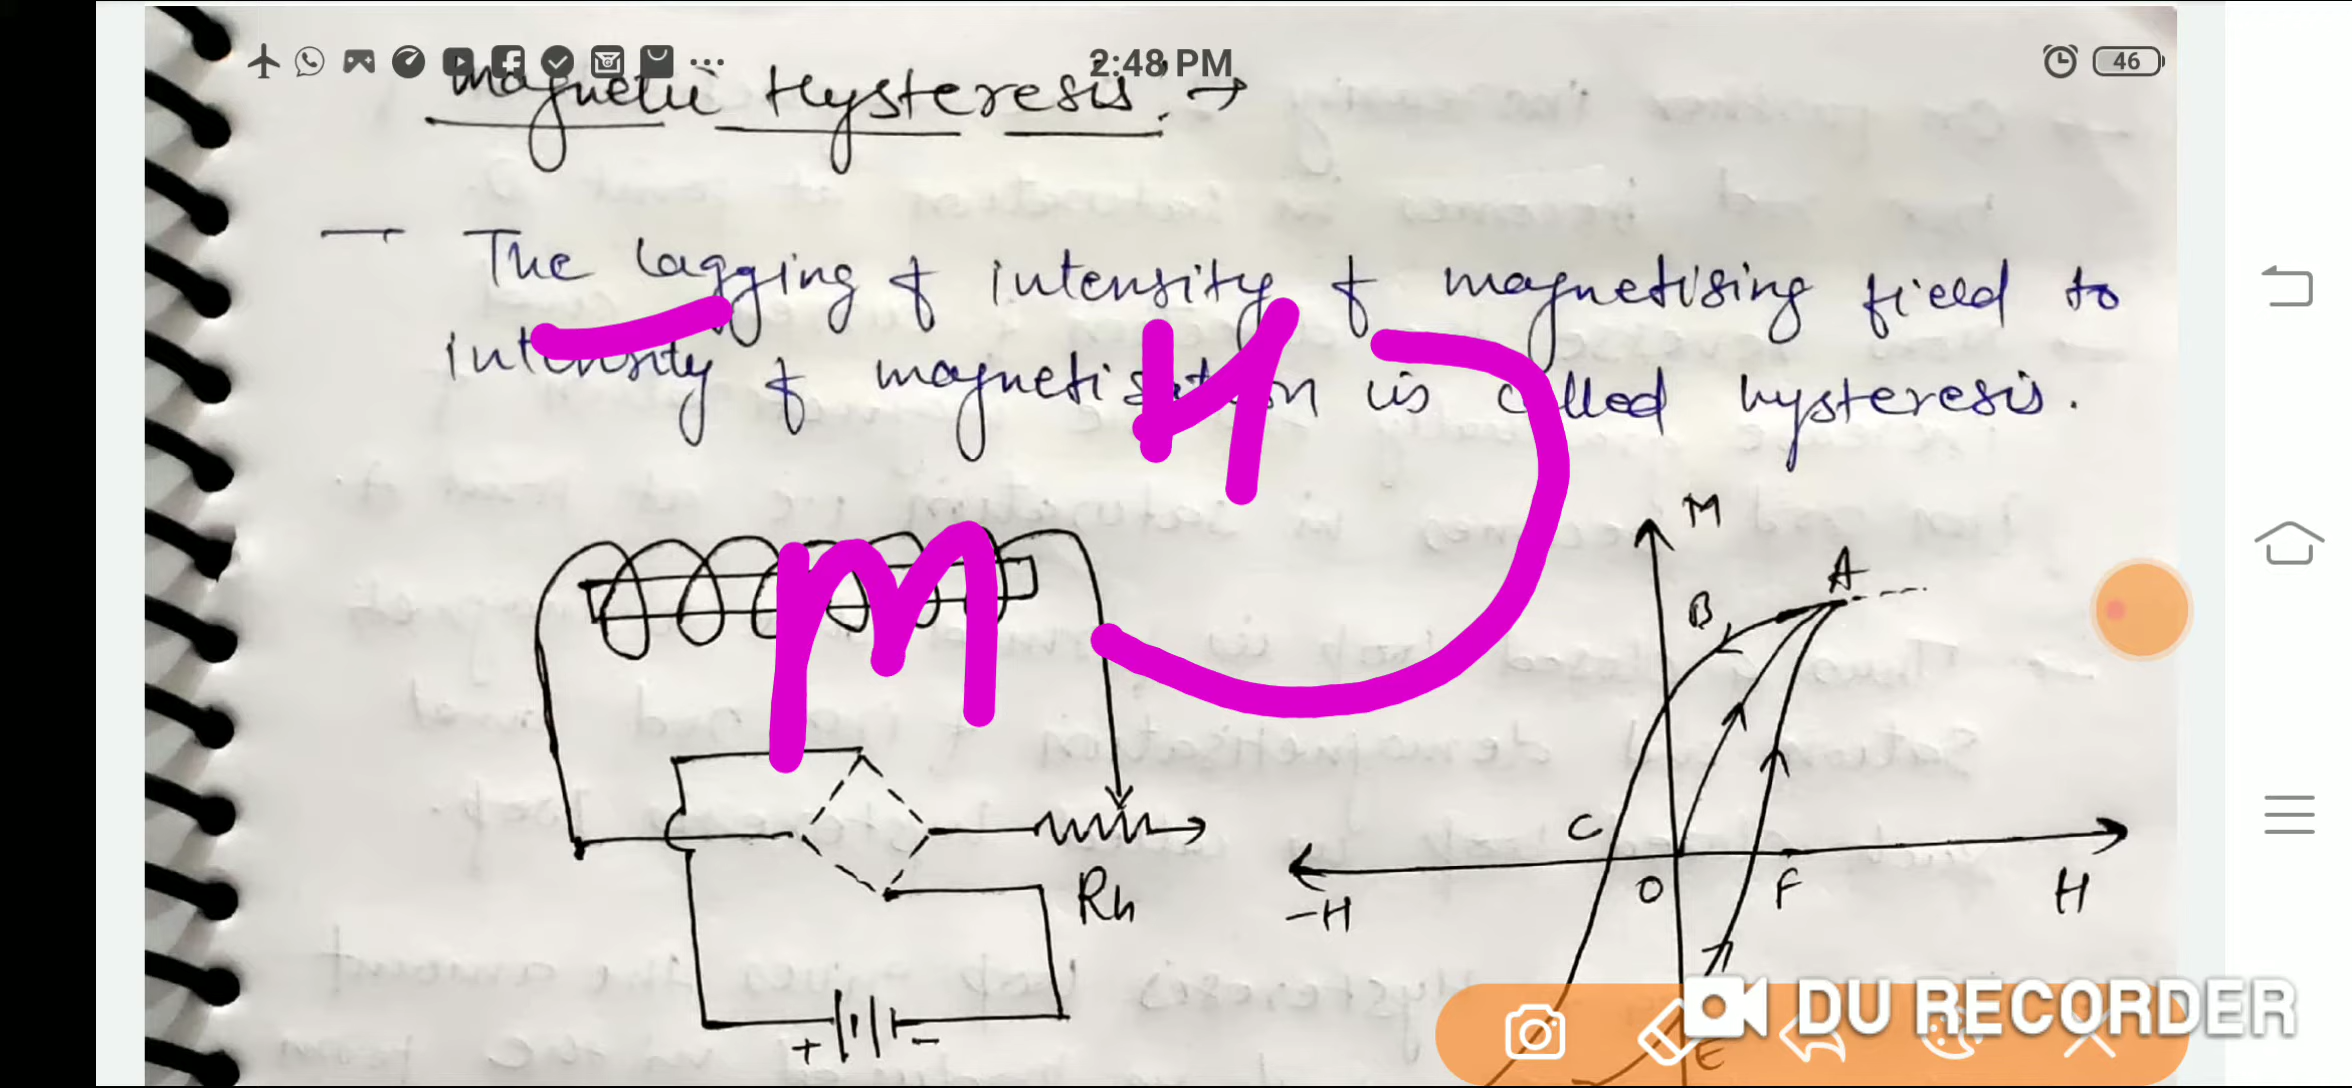 2:48 PM
46
Magnetic Hysteresis: →
— The lagging of intensity of magnetising field to
intensity of magnetisation is called hysteresis.
H
M
M
A
B
C
O
F
H
-H
Rh
+
-
E
DU RECORDER